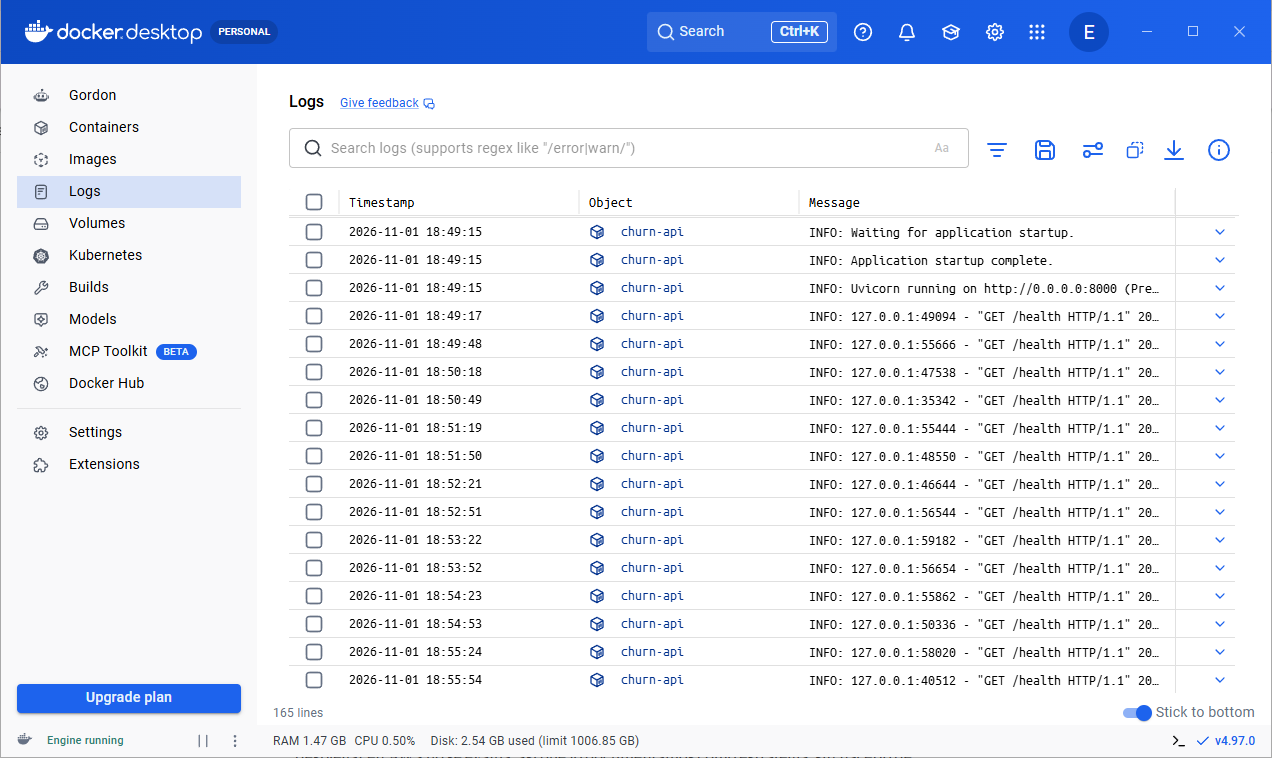 docker desktop PERSONAL Search Ctrl+K E
Gordon
Containers
Images
Logs
Volumes
Kubernetes
Builds
Models
MCP Toolkit BETA
Docker Hub
Settings
Extensions
Upgrade plan
Logs Give feedback
Search logs (supports regex like "/error|warn/") Aa
Timestamp Object Message
2026-11-01 18:49:15 churn-api INFO: Waiting for application startup.
2026-11-01 18:49:15 churn-api INFO: Application startup complete.
2026-11-01 18:49:15 churn-api INFO: Uvicorn running on http://0.0.0.0:8000 (Pre…
2026-11-01 18:49:17 churn-api INFO: 127.0.0.1:49094 - "GET /health HTTP/1.1" 20…
2026-11-01 18:49:48 churn-api INFO: 127.0.0.1:55666 - "GET /health HTTP/1.1" 20…
2026-11-01 18:50:18 churn-api INFO: 127.0.0.1:47538 - "GET /health HTTP/1.1" 20…
2026-11-01 18:50:49 churn-api INFO: 127.0.0.1:35342 - "GET /health HTTP/1.1" 20…
2026-11-01 18:51:19 churn-api INFO: 127.0.0.1:55444 - "GET /health HTTP/1.1" 20…
2026-11-01 18:51:50 churn-api INFO: 127.0.0.1:48550 - "GET /health HTTP/1.1" 20…
2026-11-01 18:52:21 churn-api INFO: 127.0.0.1:46644 - "GET /health HTTP/1.1" 20…
2026-11-01 18:52:51 churn-api INFO: 127.0.0.1:56544 - "GET /health HTTP/1.1" 20…
2026-11-01 18:53:22 churn-api INFO: 127.0.0.1:59182 - "GET /health HTTP/1.1" 20…
2026-11-01 18:53:52 churn-api INFO: 127.0.0.1:56654 - "GET /health HTTP/1.1" 20…
2026-11-01 18:54:23 churn-api INFO: 127.0.0.1:55862 - "GET /health HTTP/1.1" 20…
2026-11-01 18:54:53 churn-api INFO: 127.0.0.1:50336 - "GET /health HTTP/1.1" 20…
2026-11-01 18:55:24 churn-api INFO: 127.0.0.1:58020 - "GET /health HTTP/1.1" 20…
2026-11-01 18:55:54 churn-api INFO: 127.0.0.1:40512 - "GET /health HTTP/1.1" 20…
165 lines Stick to bottom
Engine running RAM 1.47 GB CPU 0.50% Disk: 2.54 GB used (limit 1006.85 GB) v4.97.0